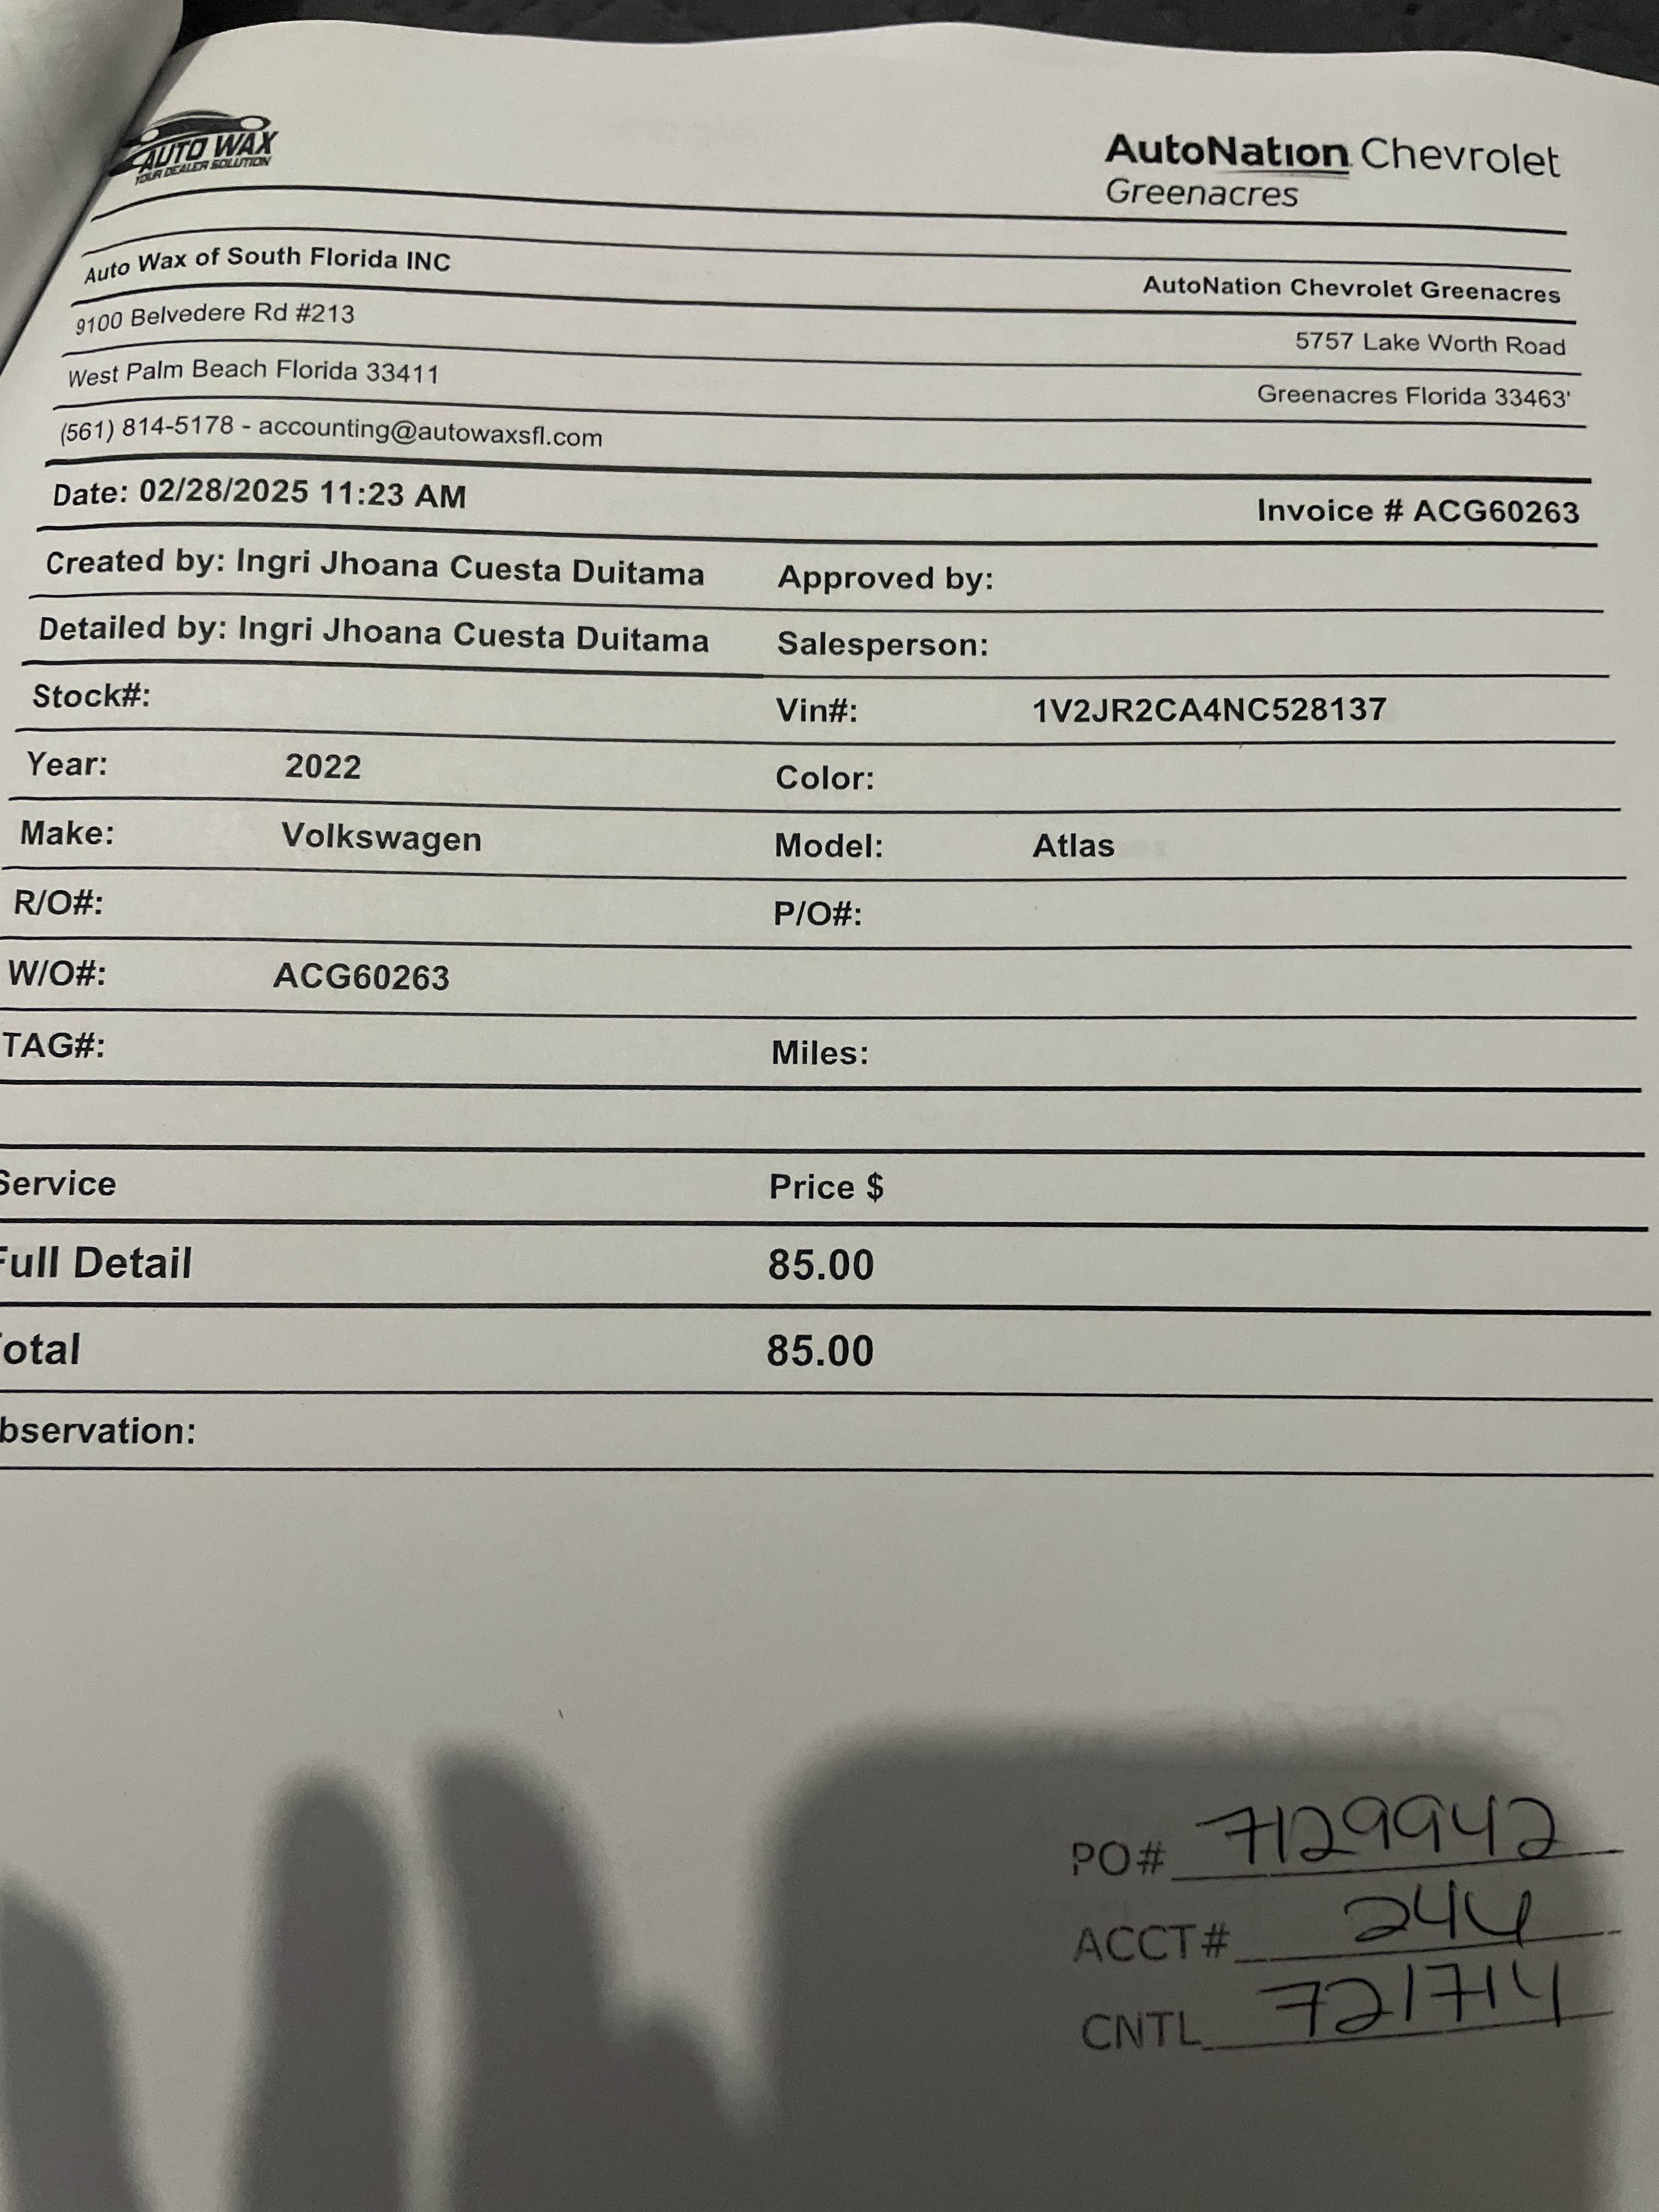 AUTO WAX
YOUR DEALER SOLUTION
AutoNation Chevrolet
Greenacres
Auto Wax of South Florida INC
AutoNation Chevrolet Greenacres
9100 Belvedere Rd #213
5757 Lake Worth Road
West Palm Beach Florida 33411
Greenacres Florida 33463'
(561) 814-5178 - accounting@autowaxsfl.com
Date: 02/28/2025 11:23 AM Invoice # ACG60263
Created by: Ingri Jhoana Cuesta Duitama Approved by:
Detailed by: Ingri Jhoana Cuesta Duitama Salesperson:
Stock#: Vin#: 1V2JR2CA4NC528137
Year: 2022 Color:
Make: Volkswagen Model: Atlas
R/O#: P/O#:
W/O#: ACG60263
TAG#: Miles:
Service Price $
Full Detail 85.00
Total 85.00
bservation:
PO# 7129942
ACCT# 244
CNTL 721714